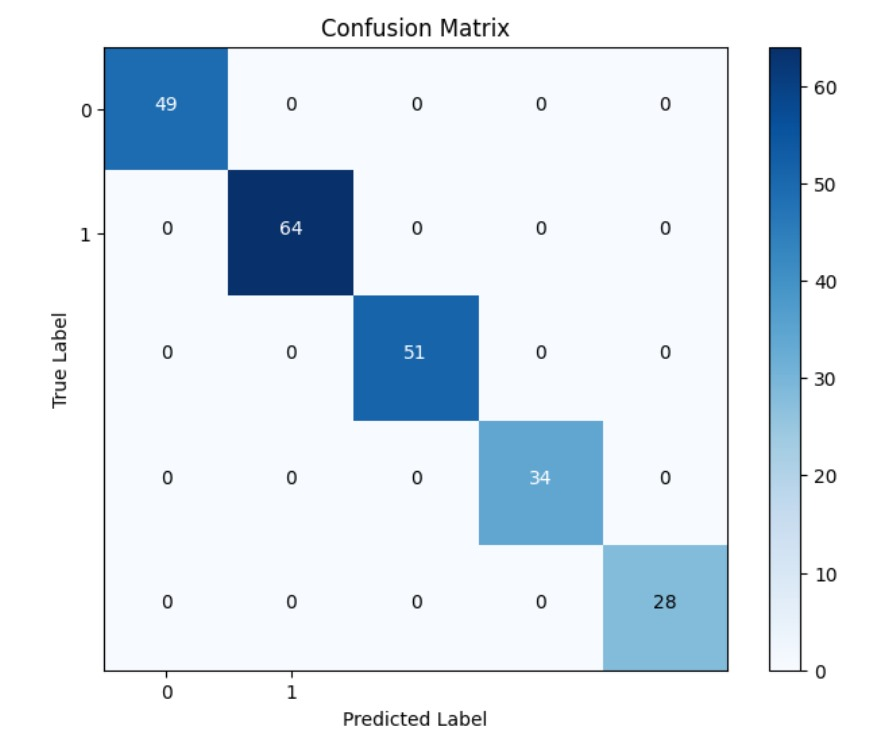 Confusion Matrix
0 49 0 0 0 0
1 0 64 0 0 0
0 0 51 0 0
0 0 0 34 0
0 0 0 0 28
0 1
Predicted Label
True Label
60
50
40
30
20
10
0